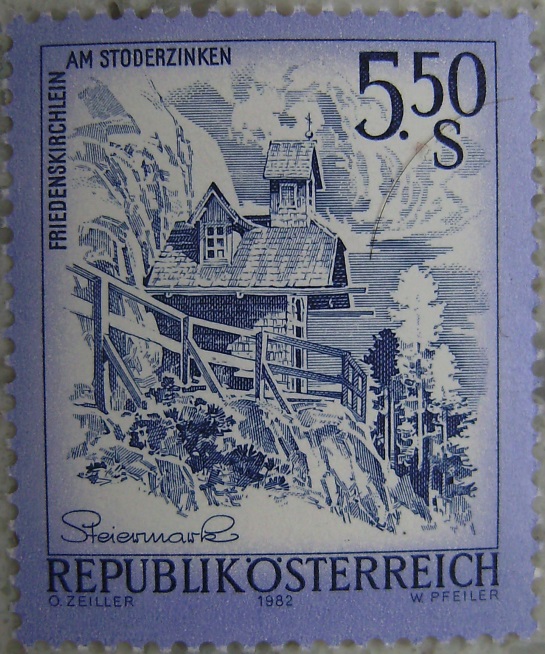 FRIEDENSKIRCHLEIN
AM STODERZINKEN
5.50
S
Steiermark
REPUBLIK ÖSTERREICH
O. ZEILLER 1982 W. PFEILER